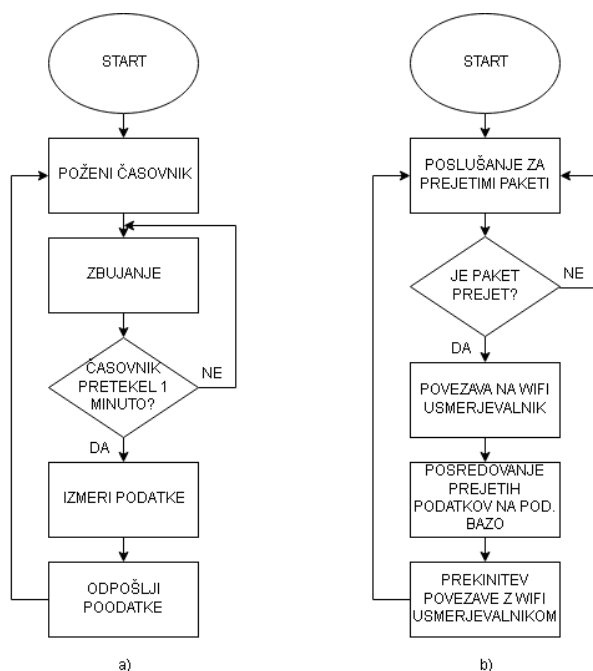 START
POŽENI ČASOVNIK
ZBUJANJE
ČASOVNIK
PRETEKEL 1
MINUTO?
NE
DA
IZMERI PODATKE
ODPOŠLJI
POODATKE
a)
START
POSLUŠANJE ZA
PREJETIMI PAKETI
JE PAKET
PREJET?
NE
DA
POVEZAVA NA WIFI
USMERJEVALNIK
POSREDOVANJE
PREJETIH
PODATKOV NA POD.
BAZO
PREKINITEV
POVEZAVE Z WIFI
USMERJEVALNIKOM
b)